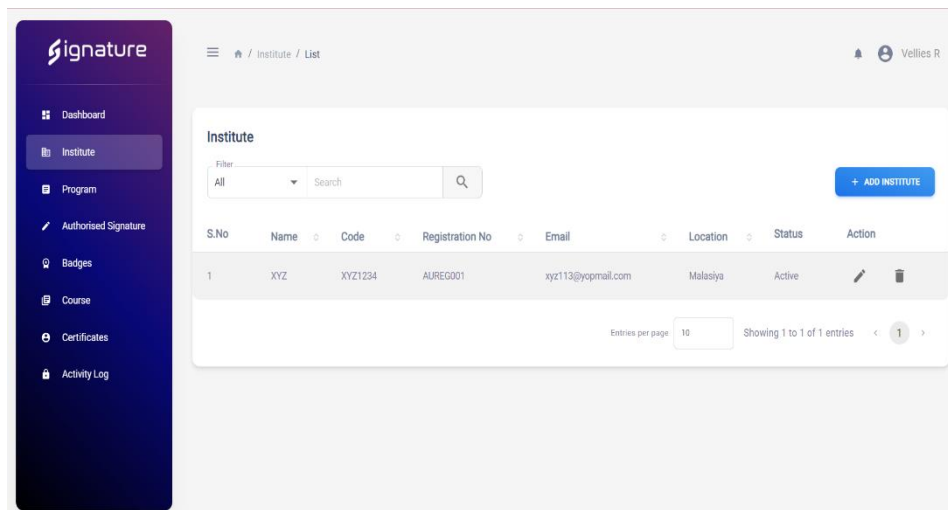 Signature
/ Institute / List
Vellies R
Dashboard
Institute
Program
Authorised Signature
Badges
Course
Certificates
Activity Log
Institute
Filter
All
Search
+ ADD INSTITUTE
S.No Name Code Registration No Email Location Status Action
1 XYZ XYZ1234 AUREG001 xyz113@yopmail.com Malasiya Active
Entries per page 10 Showing 1 to 1 of 1 entries < 1 >